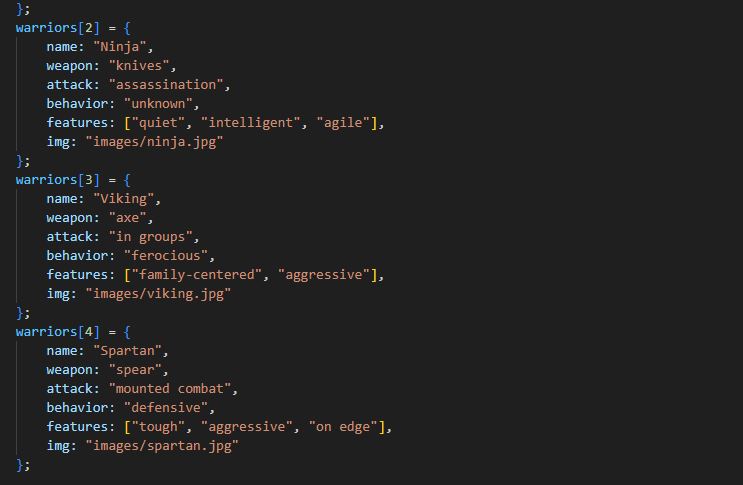 };
warriors[2] = {
    name: "Ninja",
    weapon: "knives",
    attack: "assassination",
    behavior: "unknown",
    features: ["quiet", "intelligent", "agile"],
    img: "images/ninja.jpg"
};
warriors[3] = {
    name: "Viking",
    weapon: "axe",
    attack: "in groups",
    behavior: "ferocious",
    features: ["family-centered", "aggressive"],
    img: "images/viking.jpg"
};
warriors[4] = {
    name: "Spartan",
    weapon: "spear",
    attack: "mounted combat",
    behavior: "defensive",
    features: ["tough", "aggressive", "on edge"],
    img: "images/spartan.jpg"
};